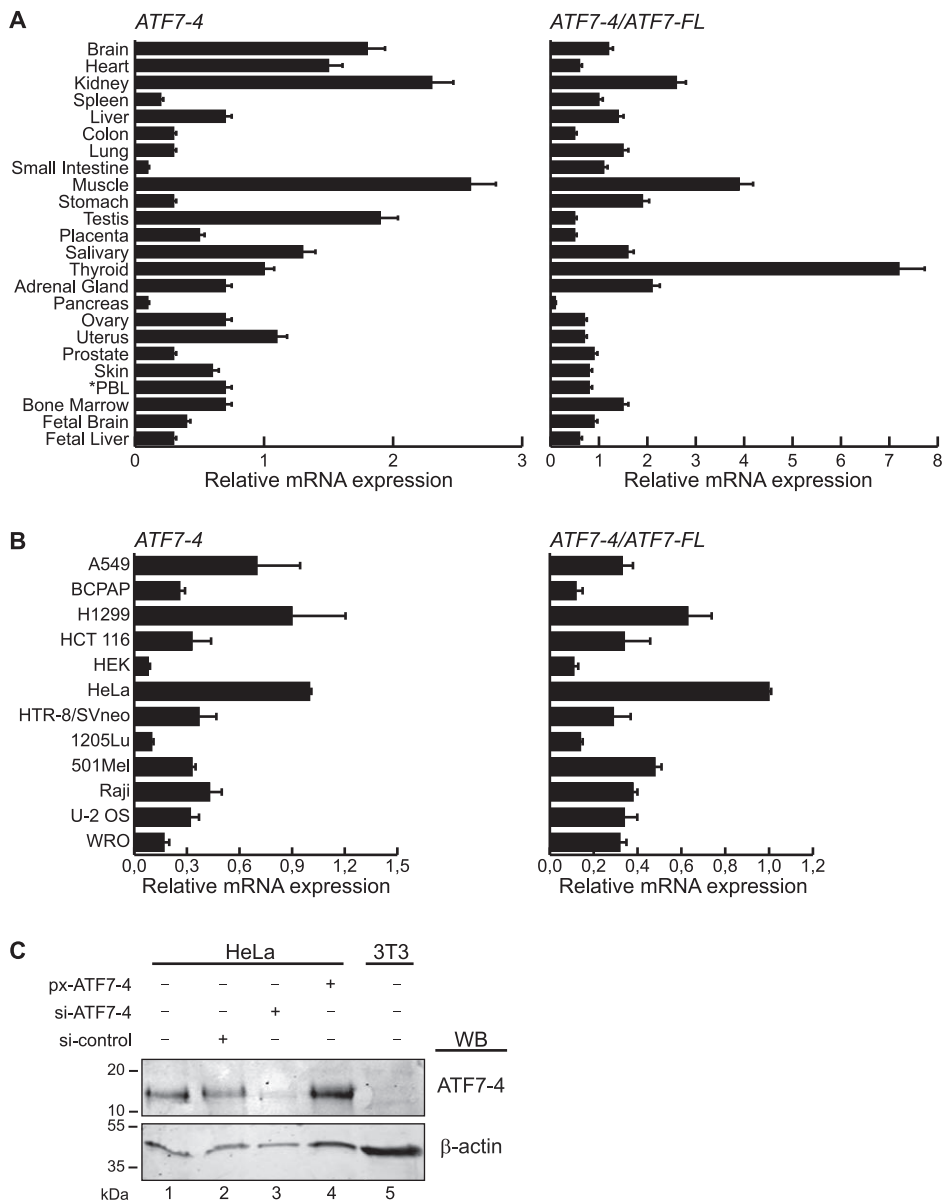 A
ATF7-4
ATF7-4/ATF7-FL
Brain
Heart
Kidney
Spleen
Liver
Colon
Lung
Small Intestine
Muscle
Stomach
Testis
Placenta
Salivary
Thyroid
Adrenal Gland
Pancreas
Ovary
Uterus
Prostate
Skin
*PBL
Bone Marrow
Fetal Brain
Fetal Liver
0 1 2 3
Relative mRNA expression
0 1 2 3 4 5 6 7 8
Relative mRNA expression
B
ATF7-4
ATF7-4/ATF7-FL
A549
BCPAP
H1299
HCT 116
HEK
HeLa
HTR-8/SVneo
1205Lu
501Mel
Raji
U-2 OS
WRO
0,0 0,3 0,6 0,9 1,2 1,5
Relative mRNA expression
0,0 0,2 0,4 0,6 0,8 1,0 1,2
Relative mRNA expression
C
HeLa 3T3
px-ATF7-4 – – – + –
si-ATF7-4 – – + – –
si-control – + – – –
WB
20
10
ATF7-4
55
35
β-actin
kDa 1 2 3 4 5